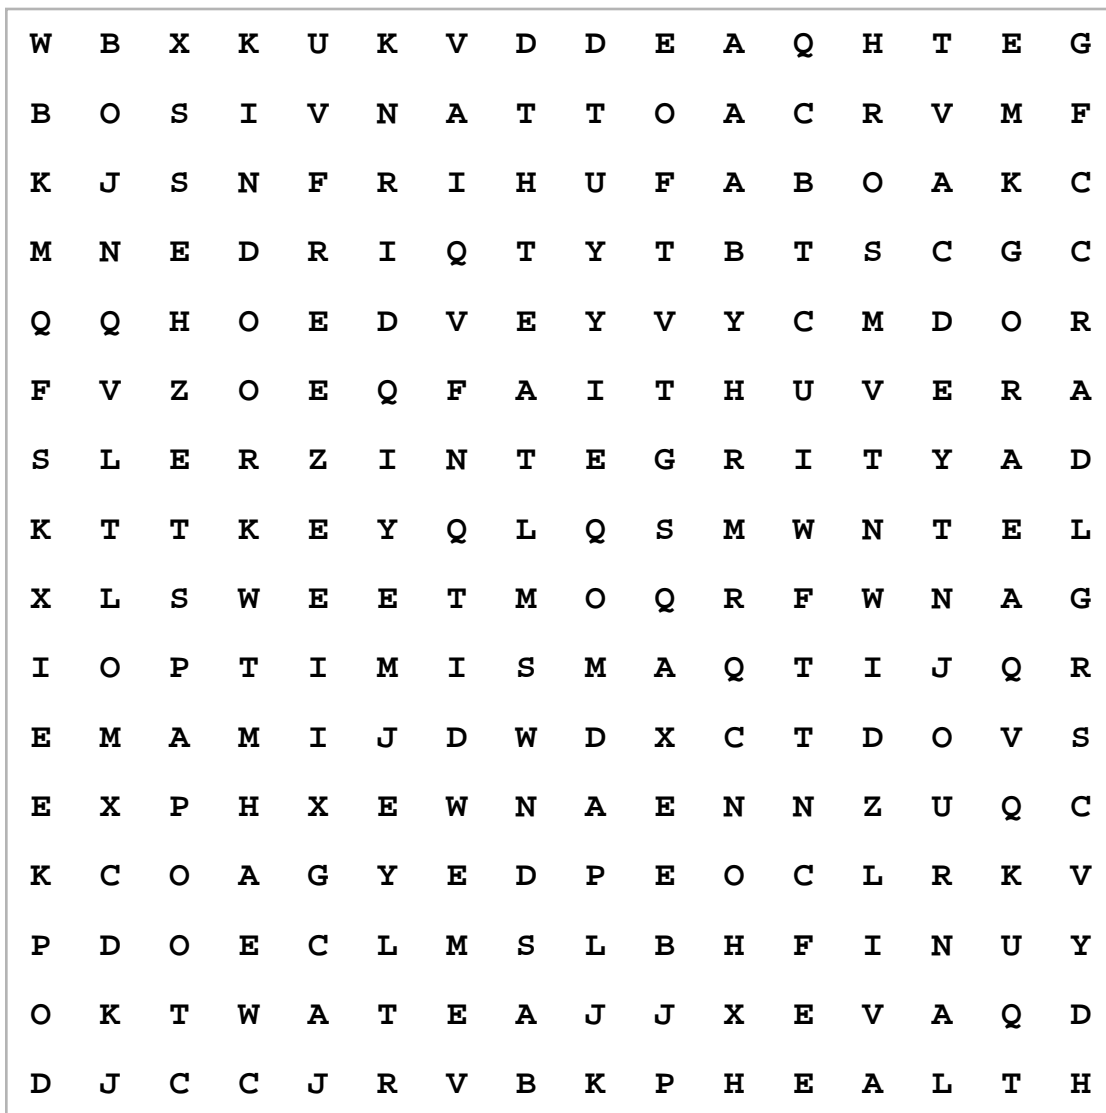 W B X K U K V D D E A Q H T E G
B O S I V N A T T O A C R V M F
K J S N F R I H U F A B O A K C
M N E D R I Q T Y T B T S C G C
Q Q H O E D V E Y V Y C M D O R
F V Z O E Q F A I T H U V E R A
S L E R Z I N T E G R I T Y A D
K T T K E Y Q L Q S M W N T E L
X L S W E E T M O Q R F W N A G
I O P T I M I S M A Q T I J Q R
E M A M I J D W D X C T D O V S
E X P H X E W N A E N N Z U Q C
K C O A G Y E D P E O C L R K V
P D O E C L M S L B H F I N U Y
O K T W A T E A J J X E V A Q D
D J C C J R V B K P H E A L T H